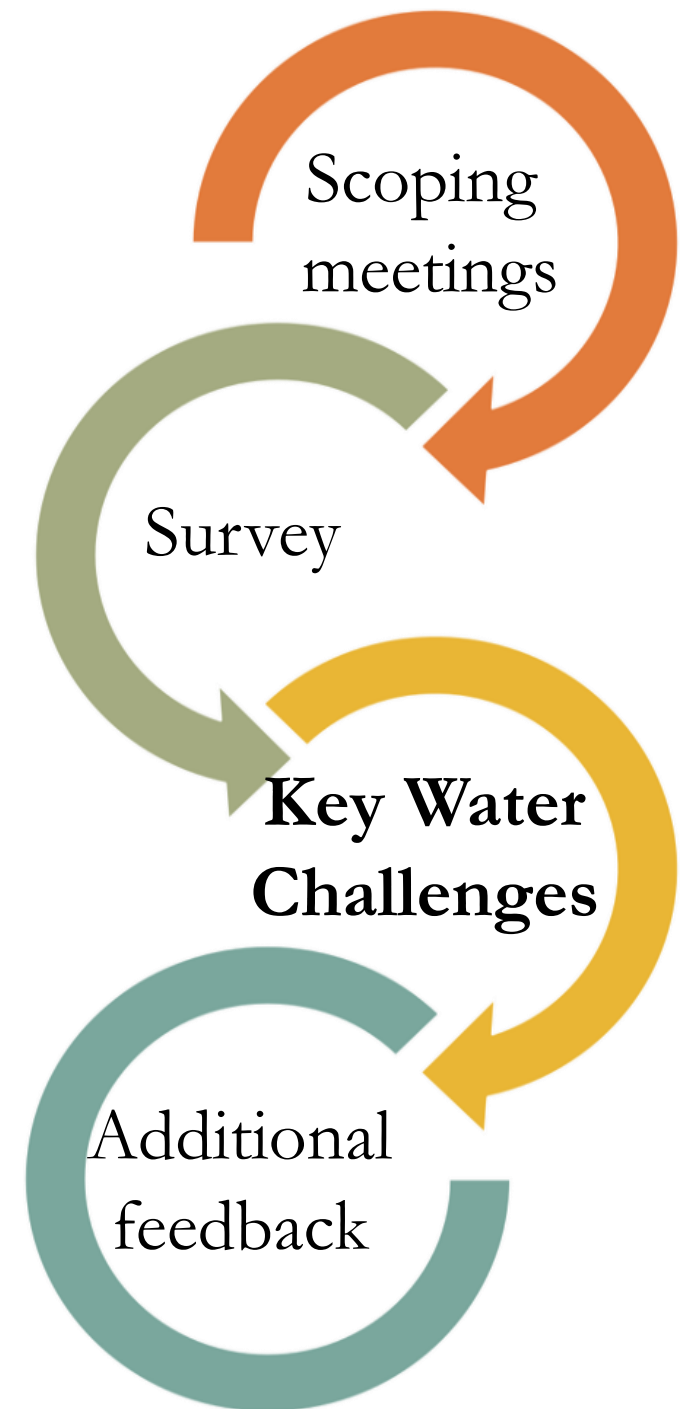 Scoping
meetings
Survey
Key Water
Challenges
Additional
feedback